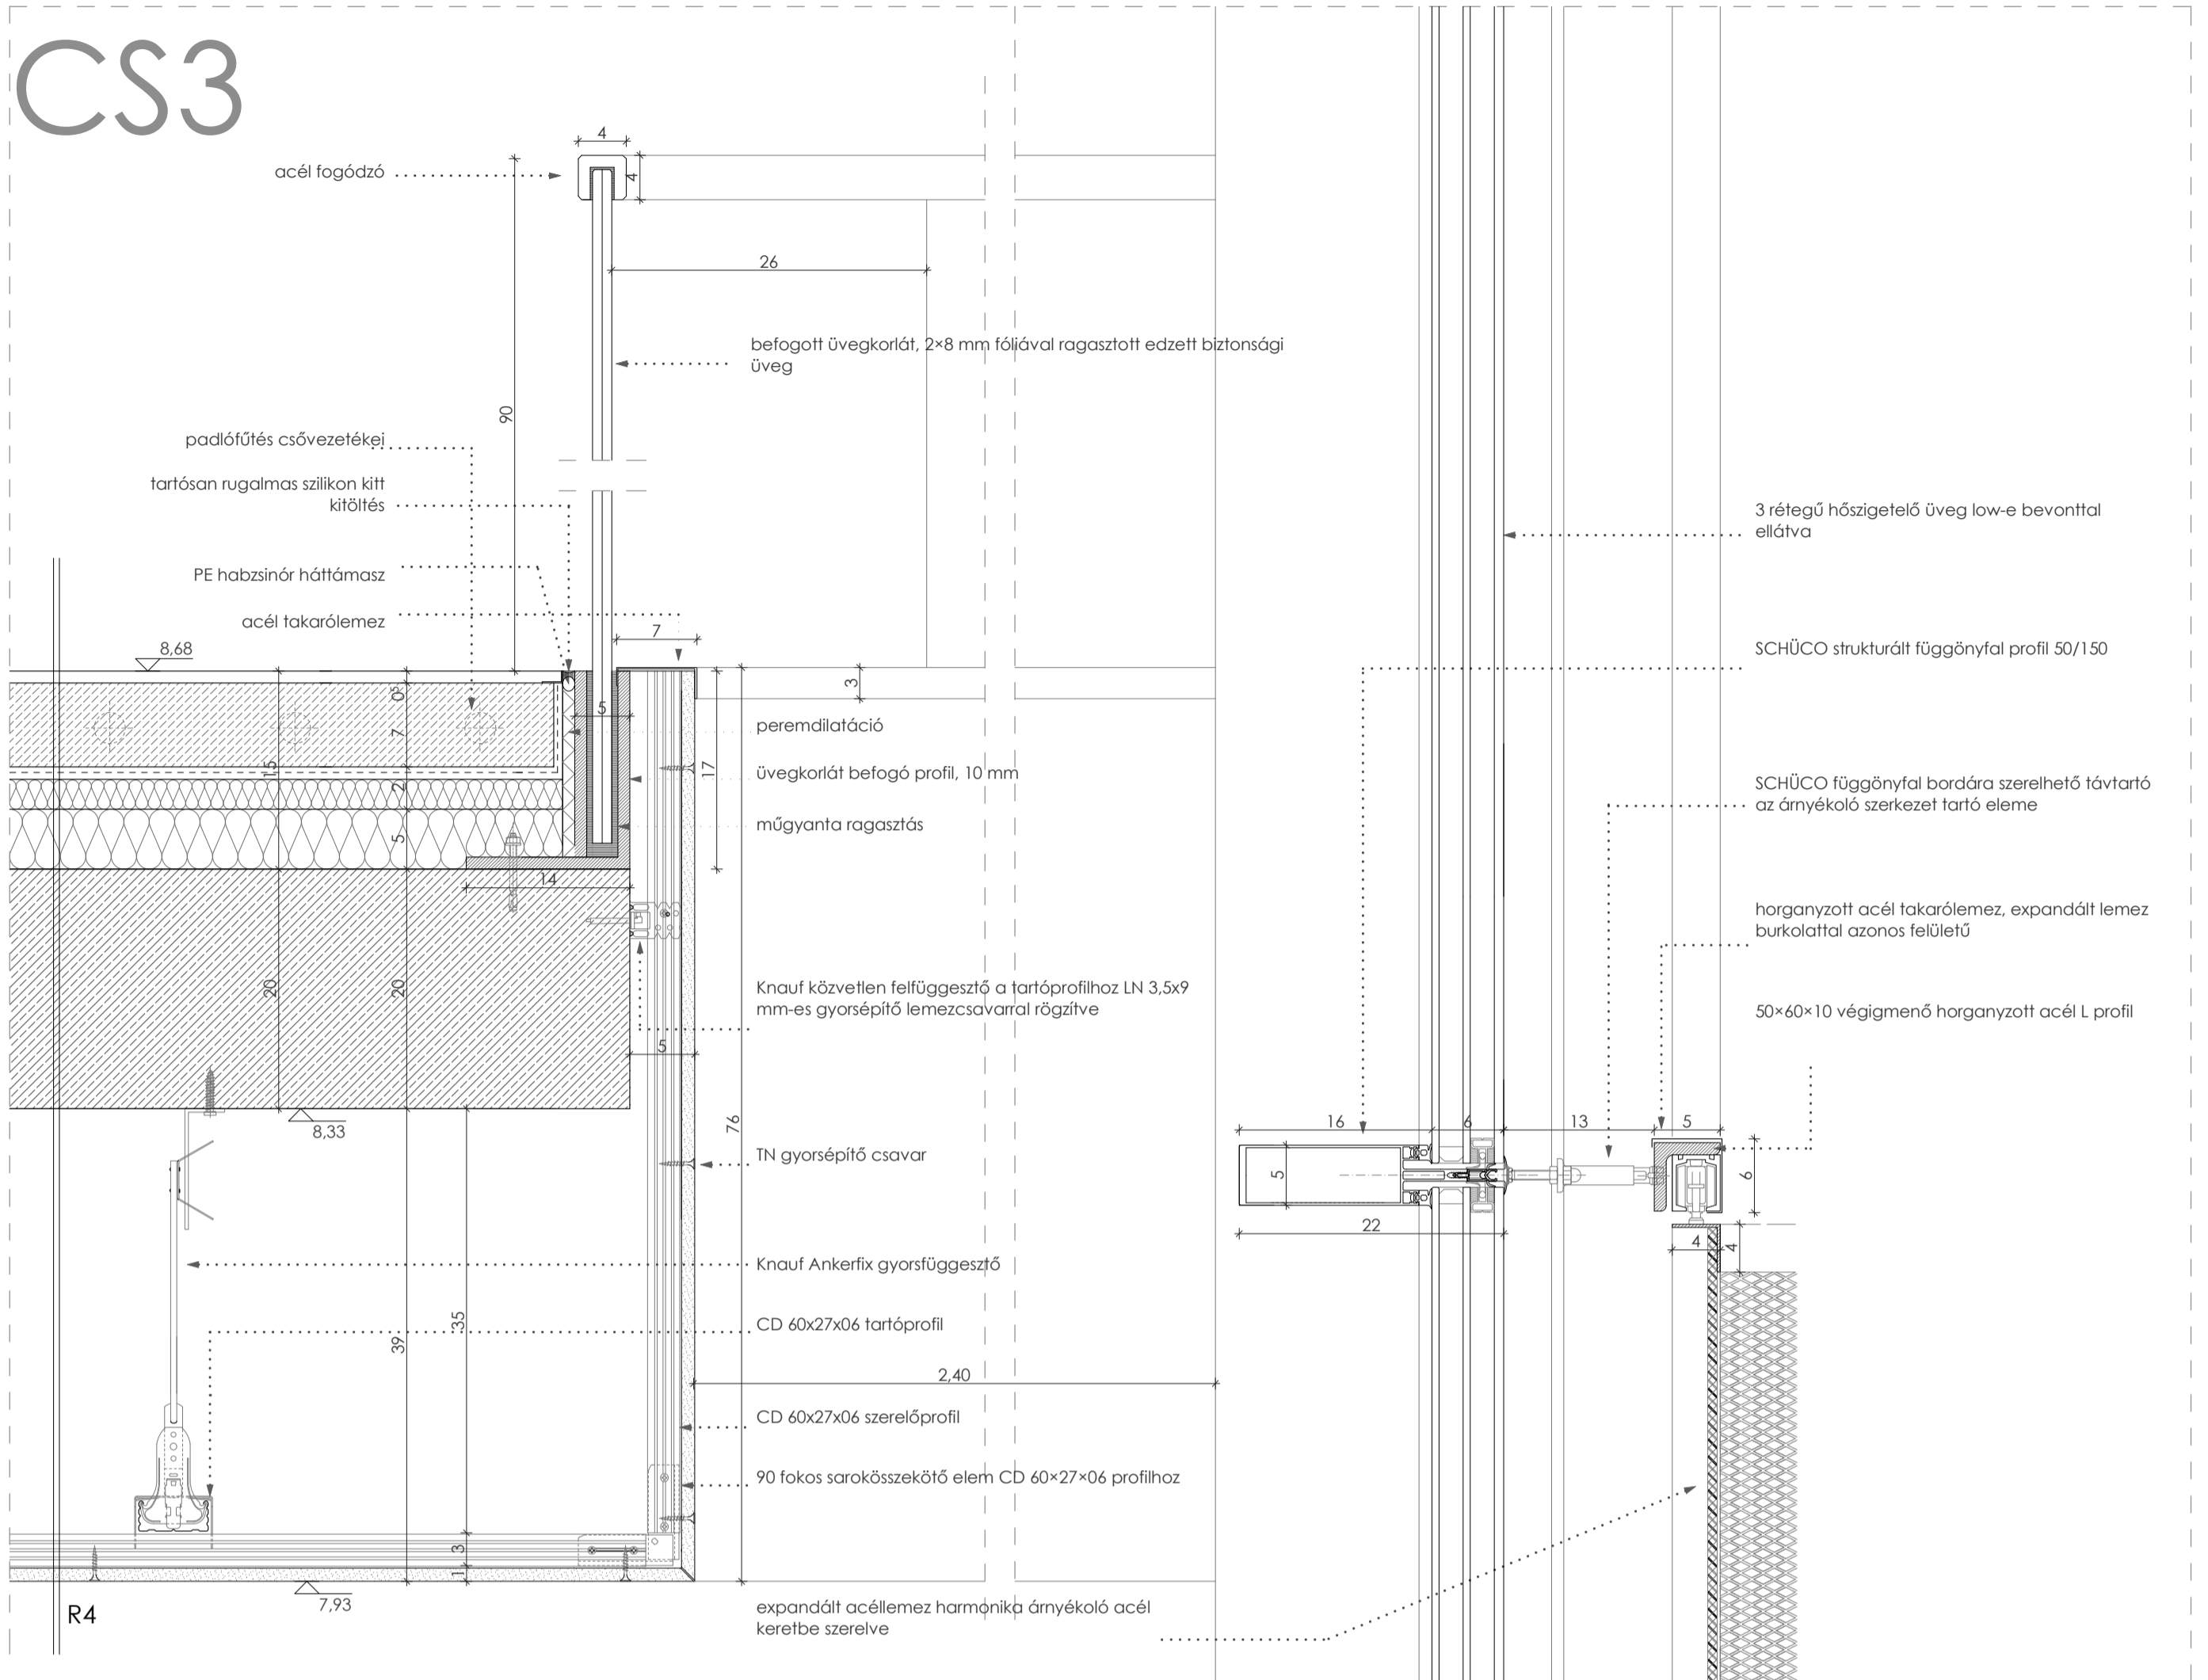 CS3
4
acél fogódzó
4
26
befogott üvegkorlát, 2×8 mm fóliával ragasztott edzett biztonsági
üveg
90
padlófűtés csővezetékei
tartósan rugalmas szilikon kitt
kitöltés
3 rétegű hőszigetelő üveg low-e bevonttal
ellátva
PE habzsinór háttámasz
acél takarólemez
7
8,68
SCHÜCO strukturált függönyfal profil 50/150
3
0⁵
5
peremdilatáció
7
15
17
üvegkorlát befogó profil, 10 mm
2
SCHÜCO függönyfal bordára szerelhető távtartó
az árnyékoló szerkezet tartó eleme
műgyanta ragasztás
5
14
horganyzott acél takarólemez, expandált lemez
burkolattal azonos felületű
20
20
Knauf közvetlen felfüggesztő a tartóprofilhoz LN 3,5x9
mm-es gyorsépítő lemezcsavarral rögzítve
50×60×10 végigmenő horganyzott acél L profil
5
76
8,33
16
6
13
5
TN gyorsépítő csavar
5
6
22
4
4
Knauf Ankerfix gyorsfüggesztő
CD 60x27x06 tartóprofil
35
39
2,40
CD 60x27x06 szerelőprofil
90 fokos sarokösszekötő elem CD 60×27×06 profilhoz
3
1
7,93
R4
expandált acéllemez harmonika árnyékoló acél
keretbe szerelve